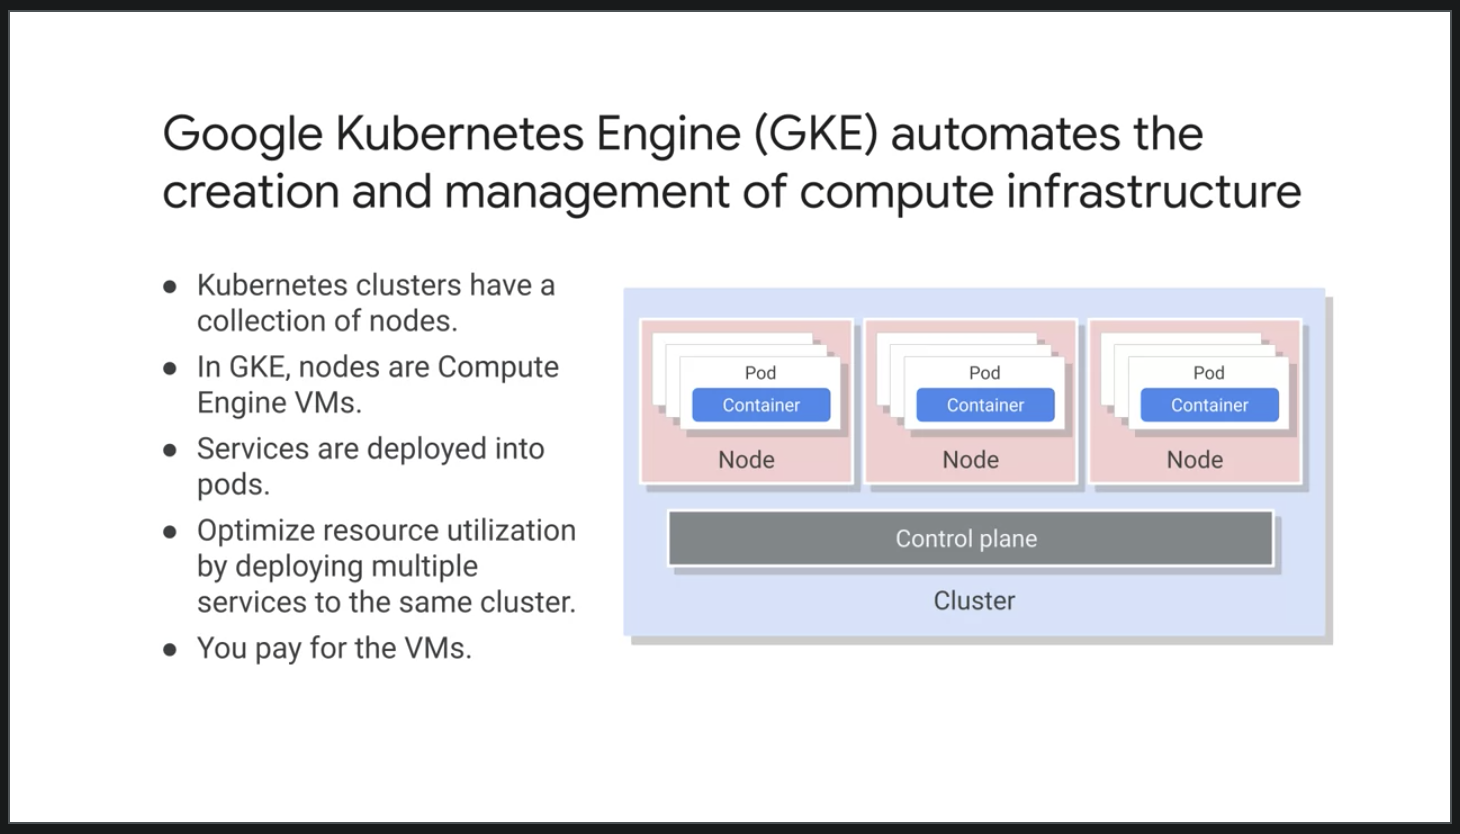 Google Kubernetes Engine (GKE) automates the
creation and management of compute infrastructure
● Kubernetes clusters have a
collection of nodes.
● In GKE, nodes are Compute
Engine VMs.
● Services are deployed into
pods.
● Optimize resource utilization
by deploying multiple
services to the same cluster.
● You pay for the VMs.
Pod
Container
Node
Pod
Container
Node
Pod
Container
Node
Control plane
Cluster